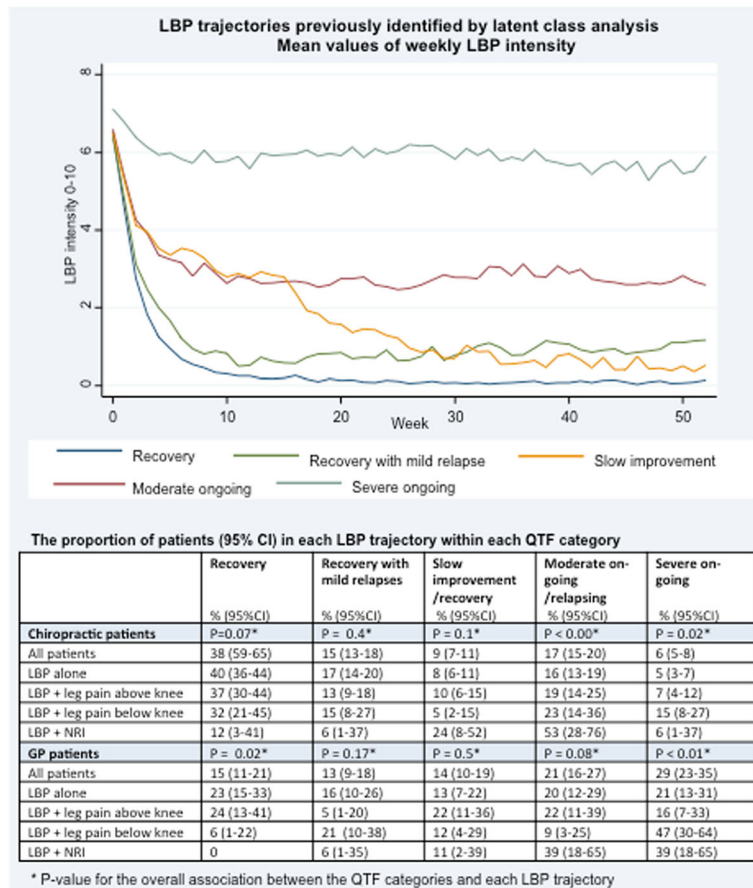 LBP trajectories previously identified by latent class analysis
Mean values of weekly LBP intensity
8
6
4
2
0
LBP intensity 0-10
0 10 20 30 40 50
Week
Recovery Recovery with mild relapse Slow improvement
Moderate ongoing Severe ongoing
The proportion of patients (95% CI) in each LBP trajectory within each QTF category
Recovery Recovery with Slow Moderate on- Severe on-
mild relapses improvement going going
/recovery /relapsing
% (95%CI) % (95%CI) % (95%CI) % (95%CI) % (95%CI)
Chiropractic patients P=0.07* P = 0.4* P = 0.1* P < 0.00* P = 0.02*
All patients 38 (59-65) 15 (13-18) 9 (7-11) 17 (15-20) 6 (5-8)
LBP alone 40 (36-44) 17 (14-20) 8 (6-11) 16 (13-19) 5 (3-7)
LBP + leg pain above knee 37 (30-44) 13 (9-18) 10 (6-15) 19 (14-25) 7 (4-12)
LBP + leg pain below knee 32 (21-45) 15 (8-27) 5 (2-15) 23 (14-36) 15 (8-27)
LBP + NRI 12 (3-41) 6 (1-37) 24 (8-52) 53 (28-76) 6 (1-37)
GP patients P = 0.02* P = 0.17* P = 0.5* P = 0.08* P < 0.01*
All patients 15 (11-21) 13 (9-18) 14 (10-19) 21 (16-27) 29 (23-35)
LBP alone 23 (15-33) 16 (10-26) 13 (7-22) 20 (12-29) 21 (13-31)
LBP + leg pain above knee 24 (13-41) 5 (1-20) 22 (11-36) 22 (11-39) 16 (7-33)
LBP + leg pain below knee 6 (1-22) 21 (10-38) 12 (4-29) 9 (3-25) 47 (30-64)
LBP + NRI 0 6 (1-35) 11 (2-39) 39 (18-65) 39 (18-65)
* P-value for the overall association between the QTF categories and each LBP trajectory